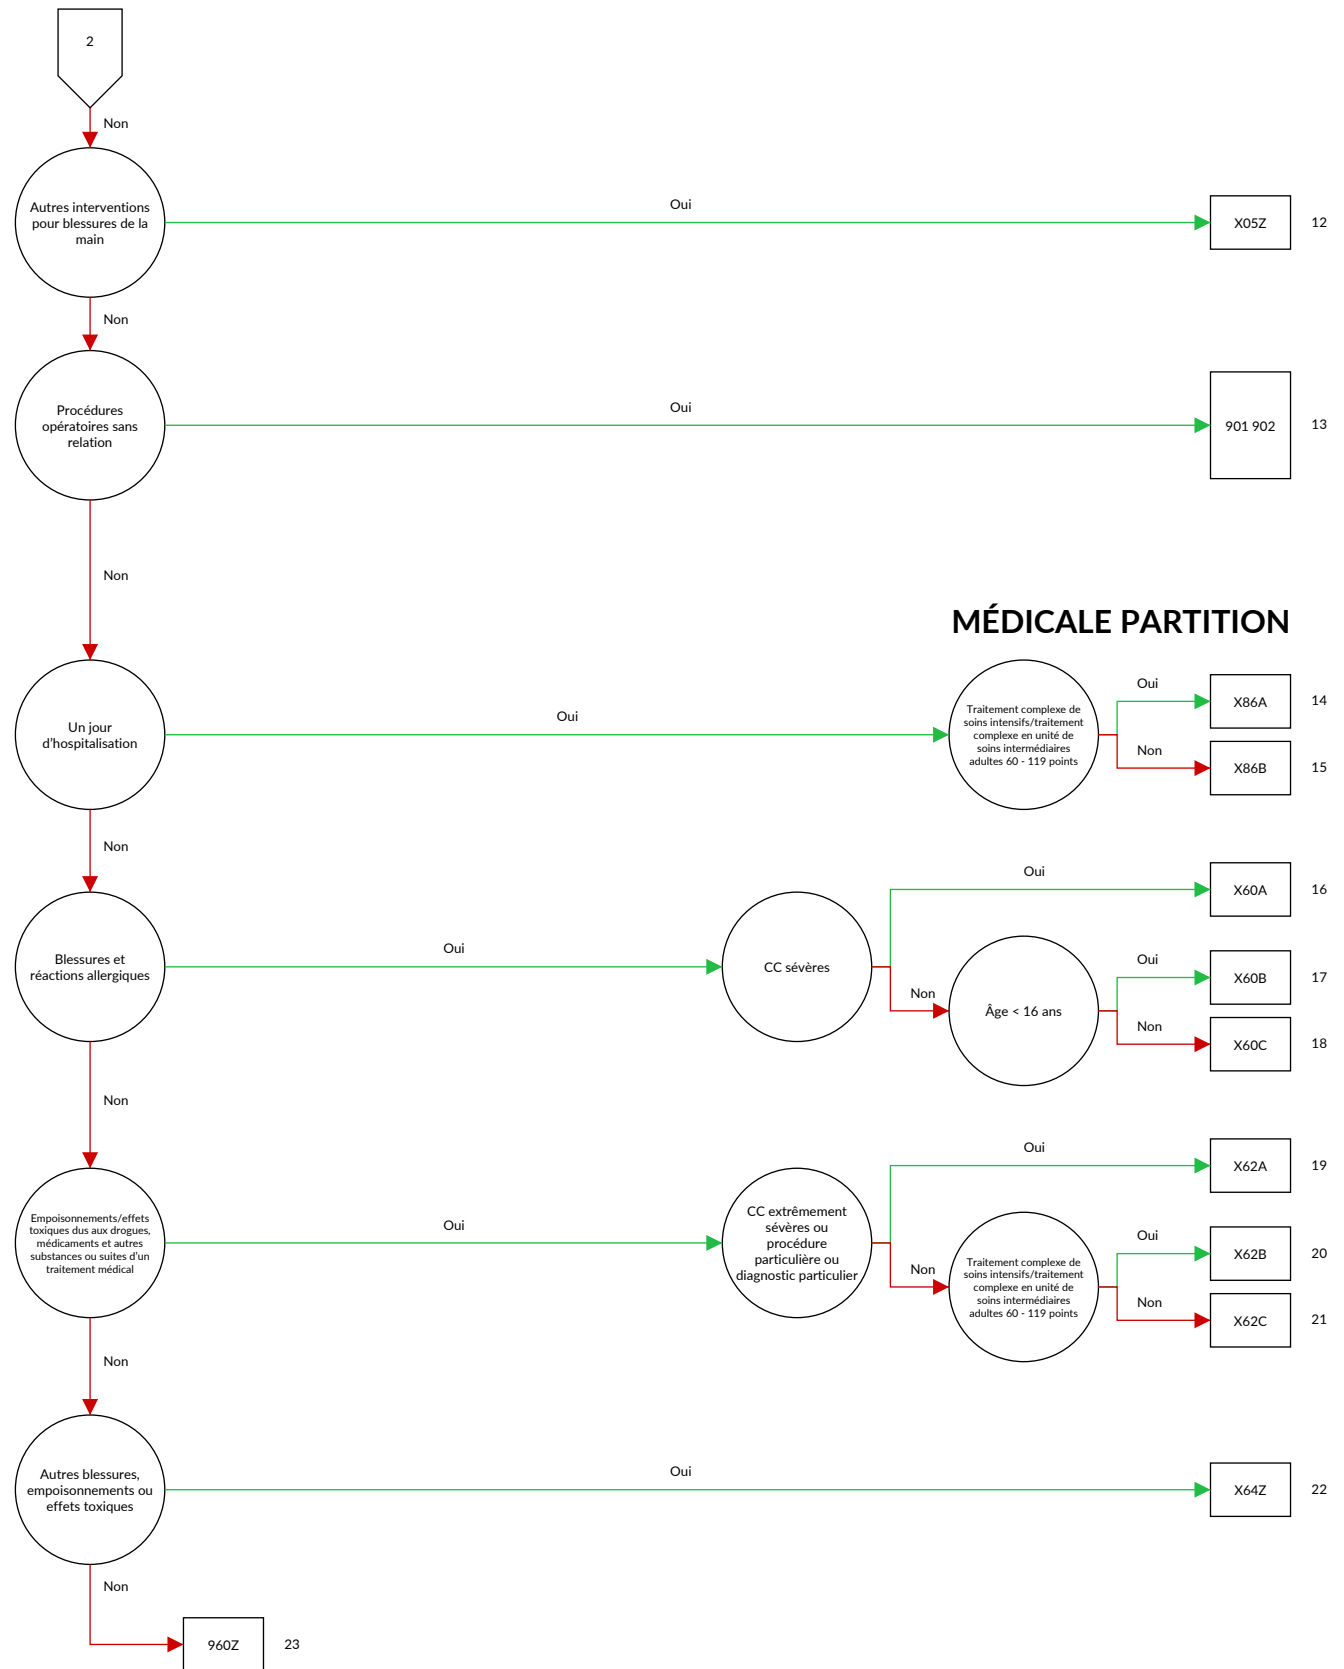 2
Non
Autres interventions
pour blessures de la
main
Oui
X05Z
12
Non
Procédures
opératoires sans
relation
Oui
901 902
13
Non
MÉDICALE PARTITION
Un jour
d'hospitalisation
Oui
Traitement complexe de
soins intensifs/traitement
complexe en unité de
soins intermédiaires
adultes 60 - 119 points
Oui
X86A
14
Non
X86B
15
Non
Blessures et
réactions allergiques
Oui
CC sévères
Oui
X60A
16
Non
Âge < 16 ans
Oui
X60B
17
Non
X60C
18
Non
Empoisonnements/effets
toxiques dus aux drogues,
médicaments et autres
substances ou suites d'un
traitement médical
Oui
CC extrêmement
sévères ou
procédure
particulière ou
diagnostic particulier
Oui
X62A
19
Non
Traitement complexe de
soins intensifs/traitement
complexe en unité de
soins intermédiaires
adultes 60 - 119 points
Oui
X62B
20
Non
X62C
21
Non
Autres blessures,
empoisonnements ou
effets toxiques
Oui
X64Z
22
Non
960Z
23